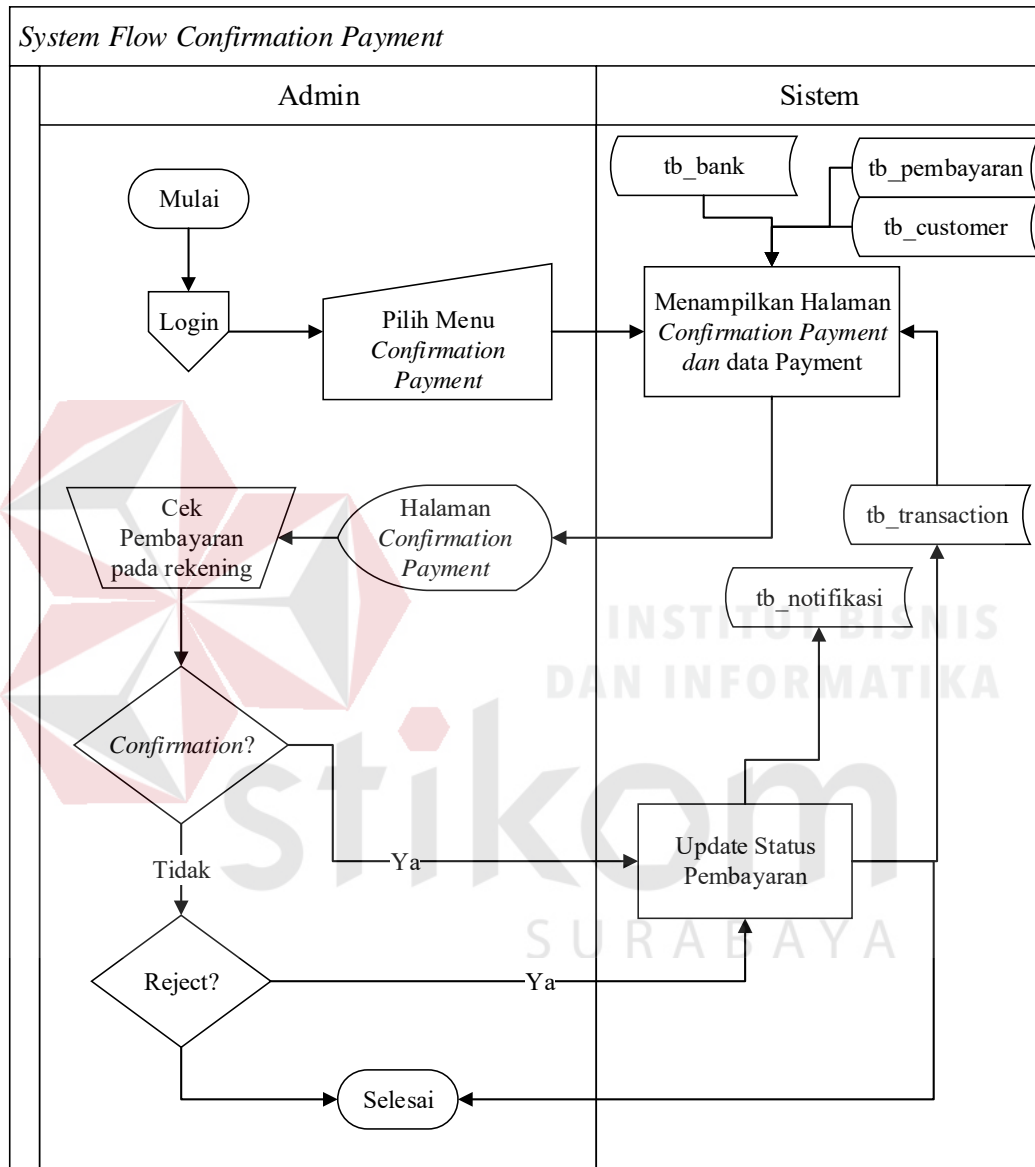 System Flow Confirmation Payment
Admin
Sistem
Mulai
tb_bank
tb_pembayaran
tb_customer
Login
Pilih Menu
Confirmation
Payment
Menampilkan Halaman
Confirmation Payment
dan data Payment
Cek
Pembayaran
pada rekening
Halaman
Confirmation
Payment
tb_transaction
tb_notifikasi
INSTITUT BISNIS
DAN INFORMATIKA
Confirmation?
stikom
Update Status
Pembayaran
Ya
Tidak
SURABAYA
Reject?
Ya
Selesai